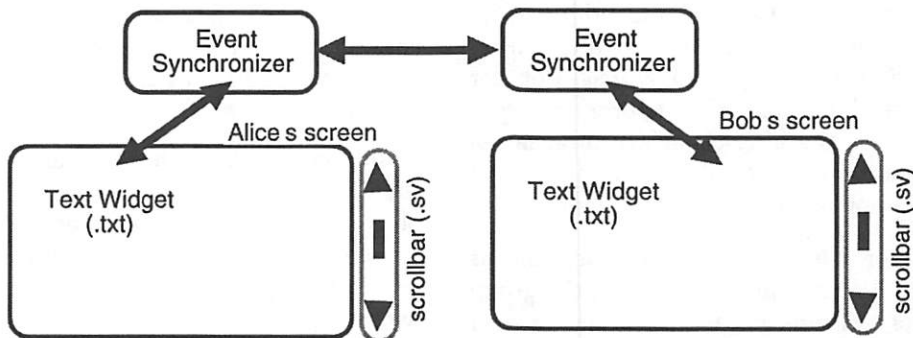 Event
Synchronizer
Event
Synchronizer
Alice s screen
Bob s screen
Text Widget
(.txt)
scrollbar (.sv)
Text Widget
(.txt)
scrollbar (.sv)